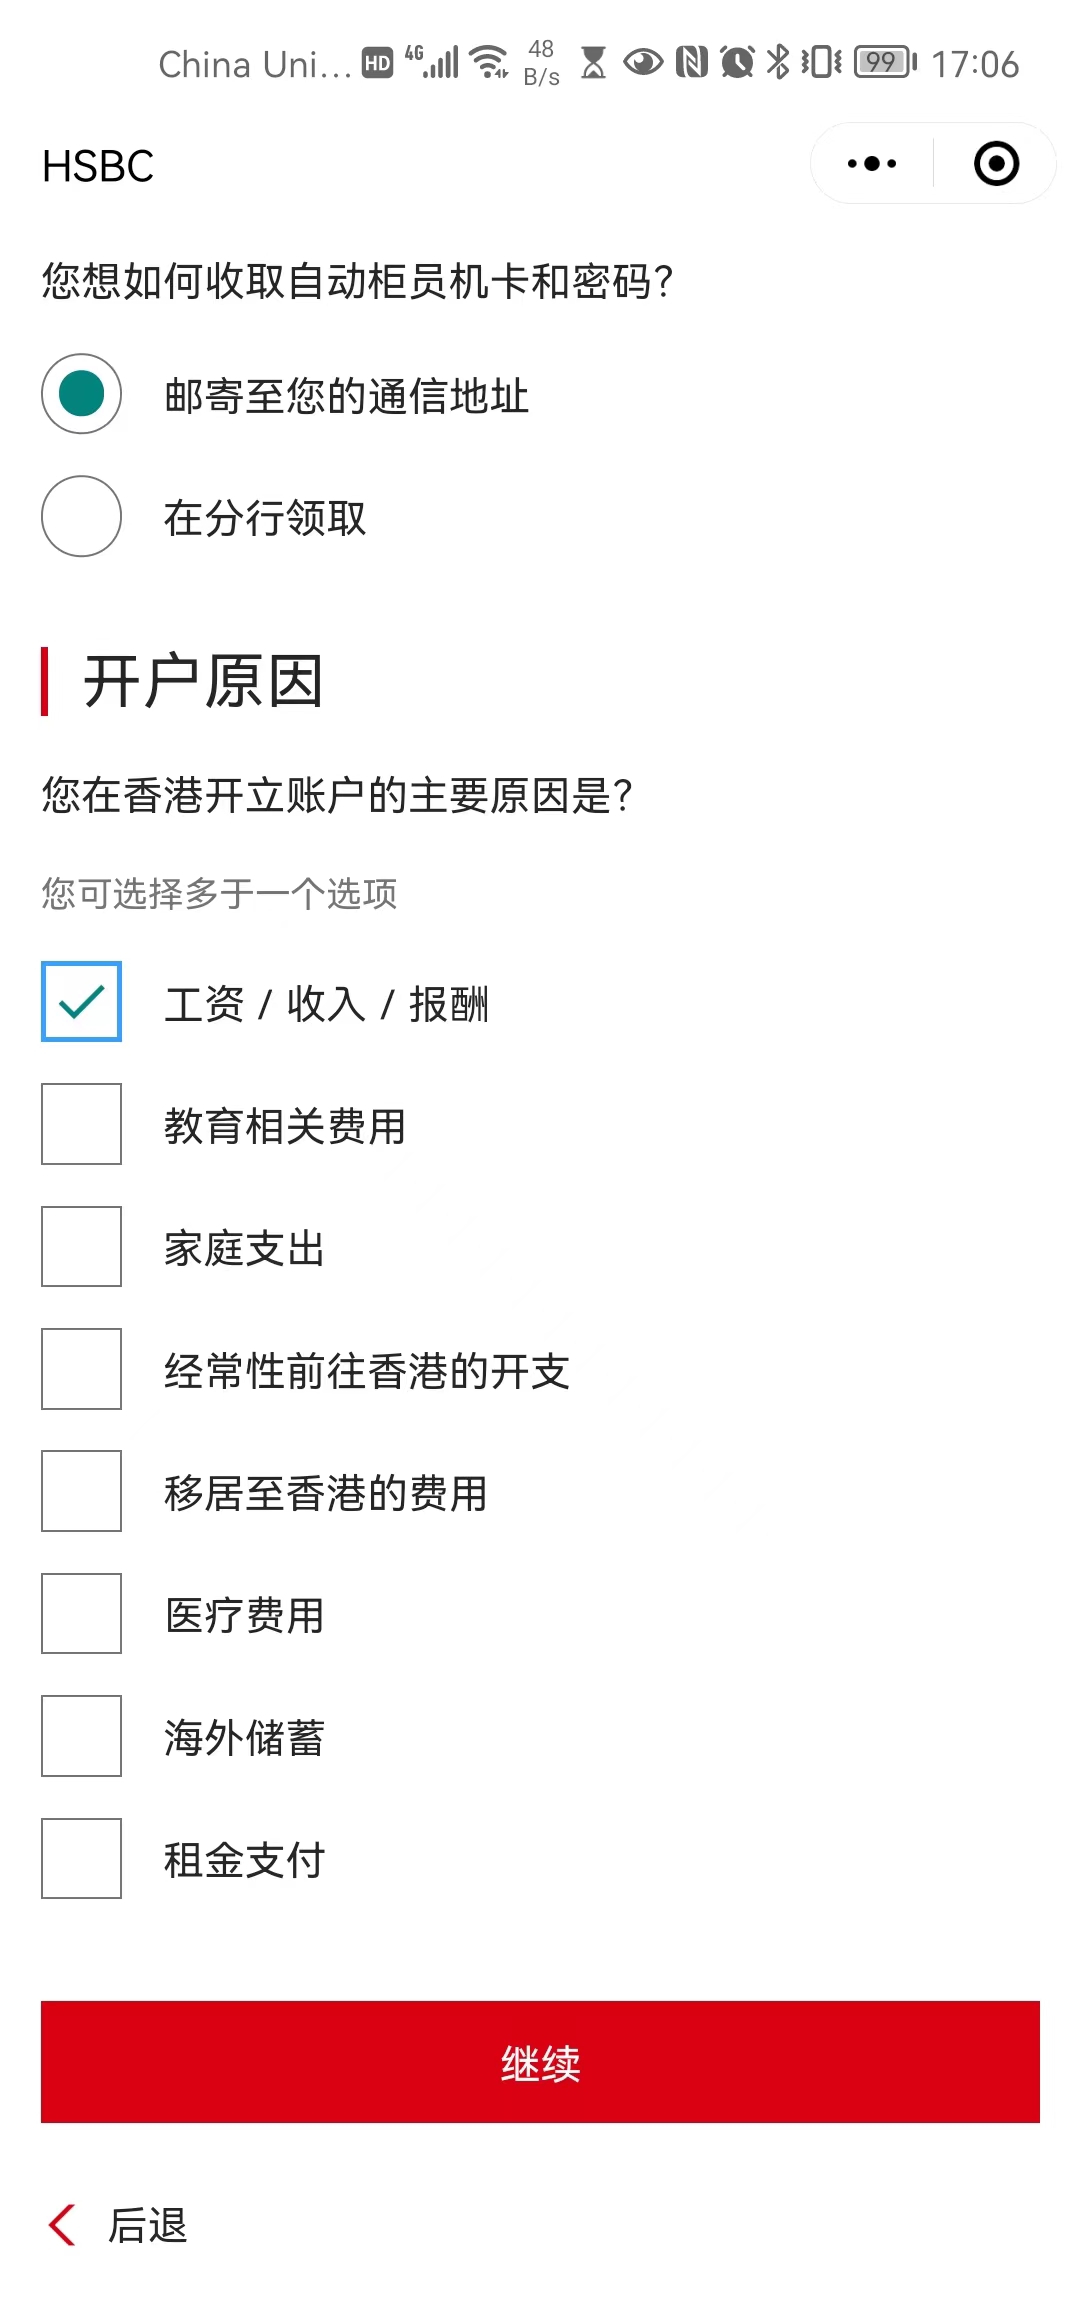 China Uni... HD 4G 48 B/s 99 17:06
HSBC
您想如何收取自动柜员机卡和密码？
邮寄至您的通信地址
在分行领取
开户原因
您在香港开立账户的主要原因是？
您可选择多于一个选项
工资 / 收入 / 报酬
教育相关费用
家庭支出
经常性前往香港的开支
移居至香港的费用
医疗费用
海外储蓄
租金支付
继续
后退